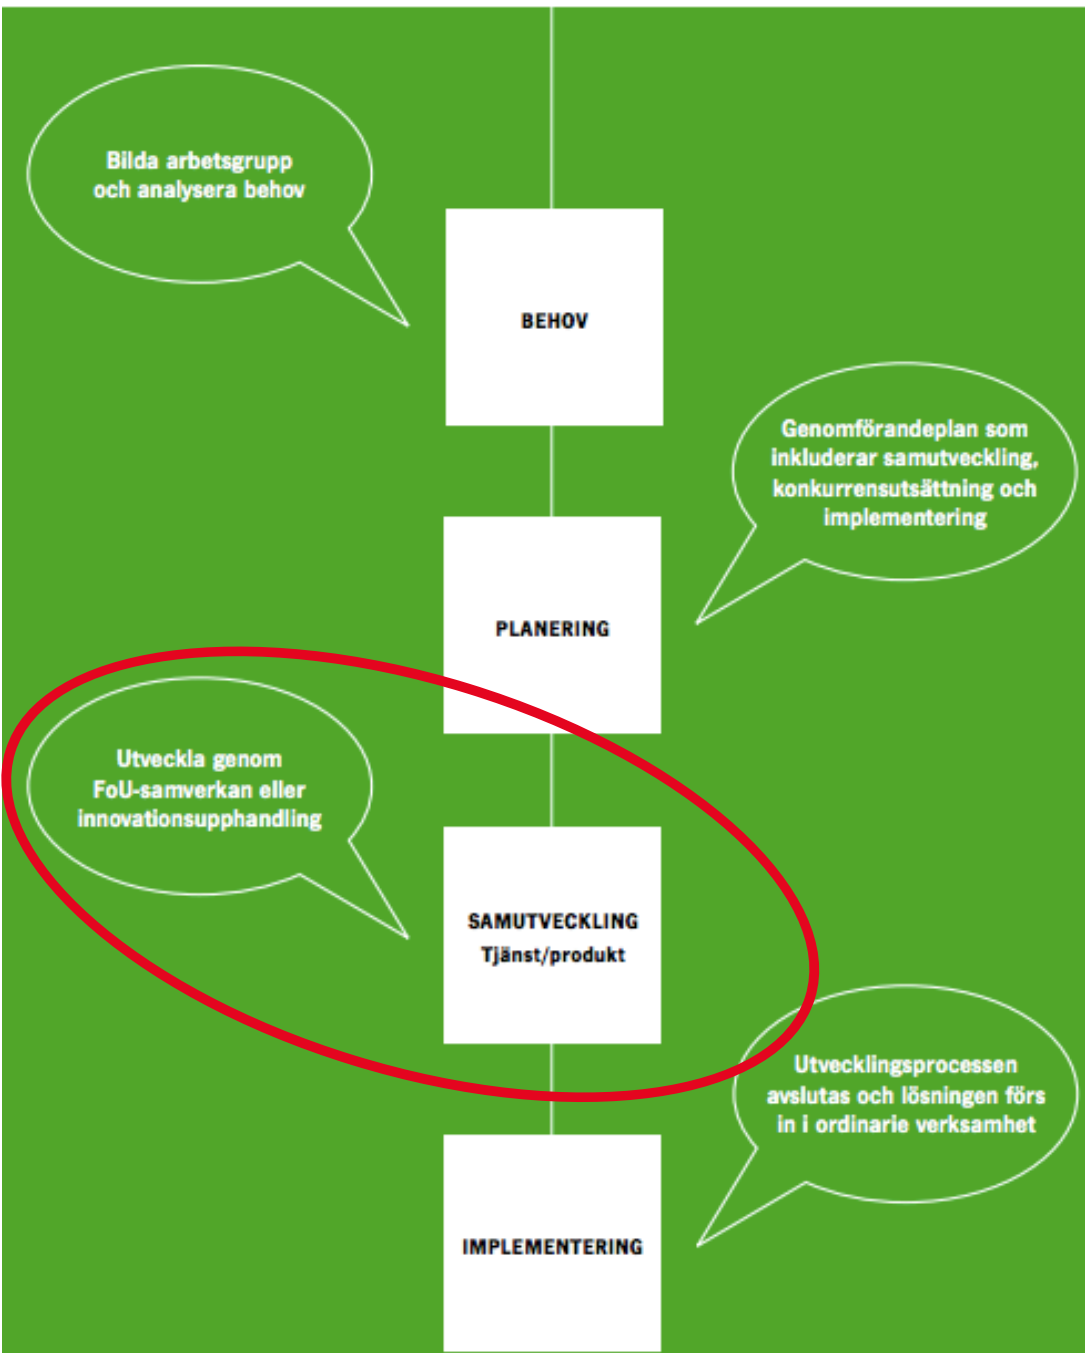 Bilda arbetsgrupp
och analysera behov
BEHOV
Genomförandeplan som
inkluderar samutveckling,
konkurrensutsättning och
implementering
PLANERING
Utveckla genom
FoU-samverkan eller
innovationsupphandling
SAMUTVECKLING
Tjänst/produkt
Utvecklingsprocessen
avslutas och lösningen förs
in i ordinarie verksamhet
IMPLEMENTERING